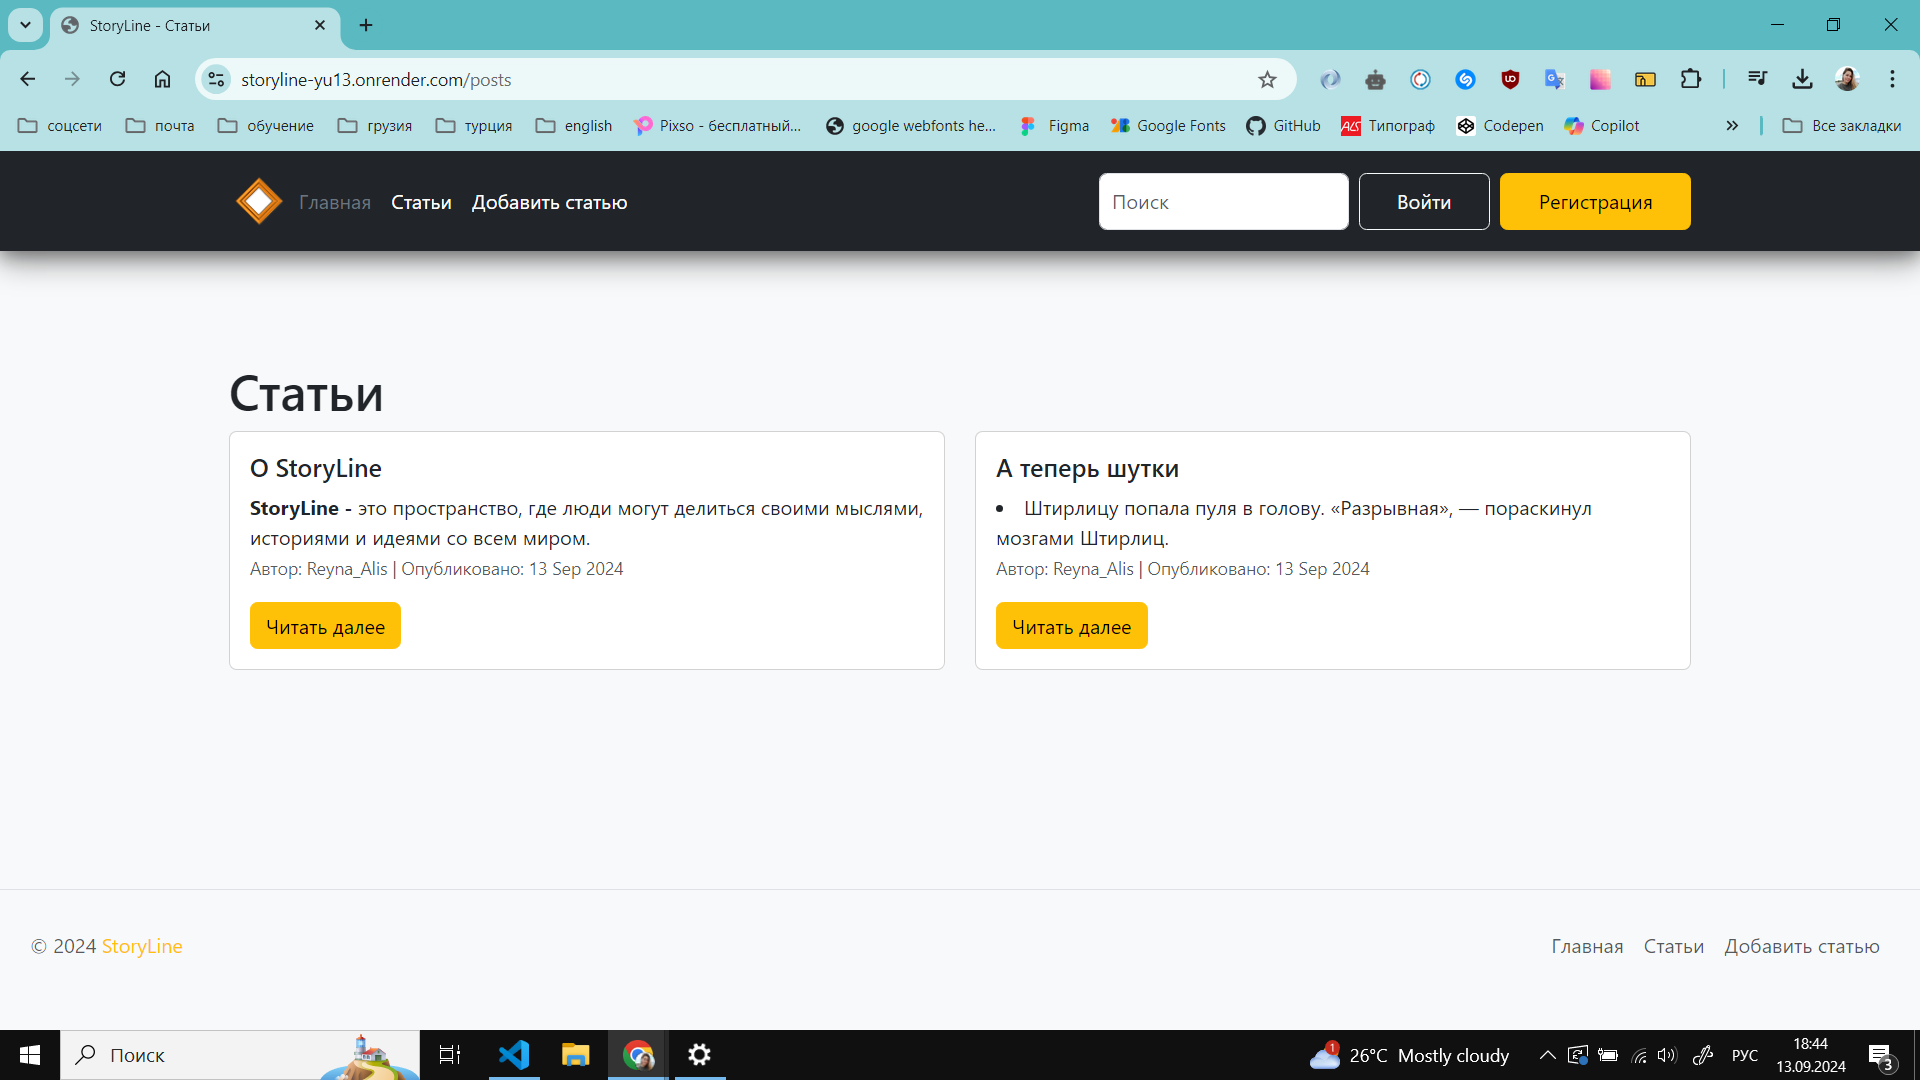 StoryLine - Статьи
storyline-yu13.onrender.com/posts
соцсети почта обучение грузия турция english Pixso - бесплатный... google webfonts he... Figma Google Fonts GitHub Типограф Codepen Copilot Все закладки
Главная Статьи Добавить статью Поиск Войти Регистрация
Статьи
О StoryLine
StoryLine - это пространство, где люди могут делиться своими мыслями,
историями и идеями со всем миром.
Автор: Reyna_Alis | Опубликовано: 13 Sep 2024
Читать далее
А теперь шутки
• Штирлицу попала пуля в голову. «Разрывная», — пораскинул
мозгами Штирлиц.
Автор: Reyna_Alis | Опубликовано: 13 Sep 2024
Читать далее
© 2024 StoryLine
Главная Статьи Добавить статью
Поиск
1
26°C Mostly cloudy
РУС
18:44
13.09.2024
3